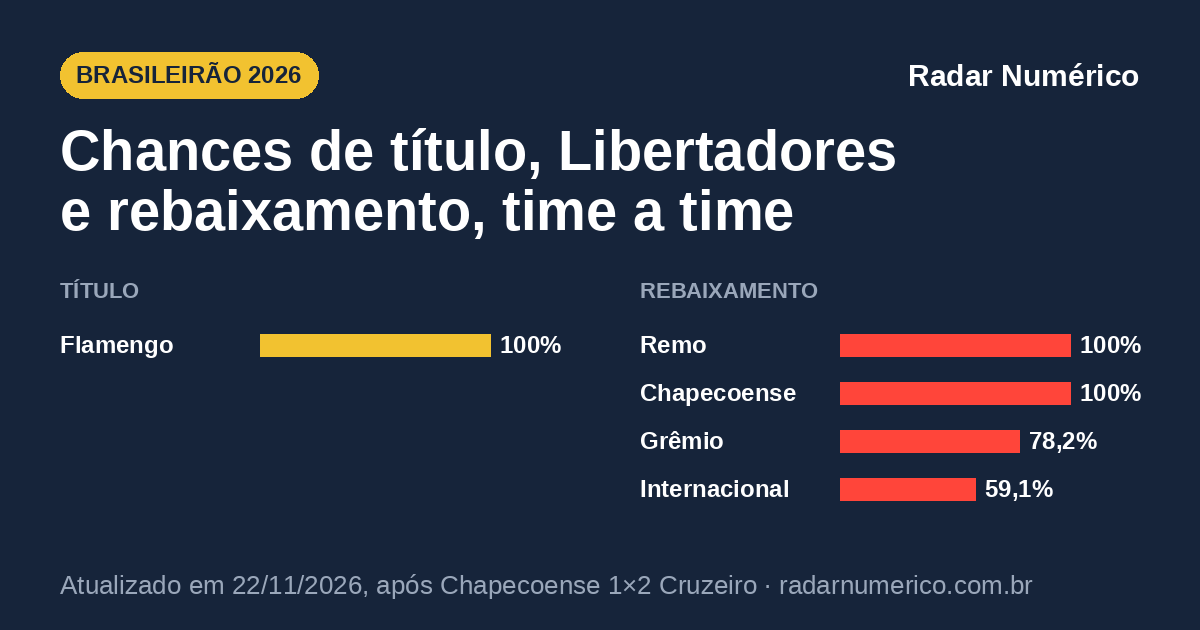 BRASILEIRÃO 2026
Radar Numérico
Chances de título, Libertadores
e rebaixamento, time a time
TÍTULO
Flamengo 100%
REBAIXAMENTO
Remo 100%
Chapecoense 100%
Grêmio 78,2%
Internacional 59,1%
Atualizado em 22/11/2026, após Chapecoense 1×2 Cruzeiro · radarnumerico.com.br